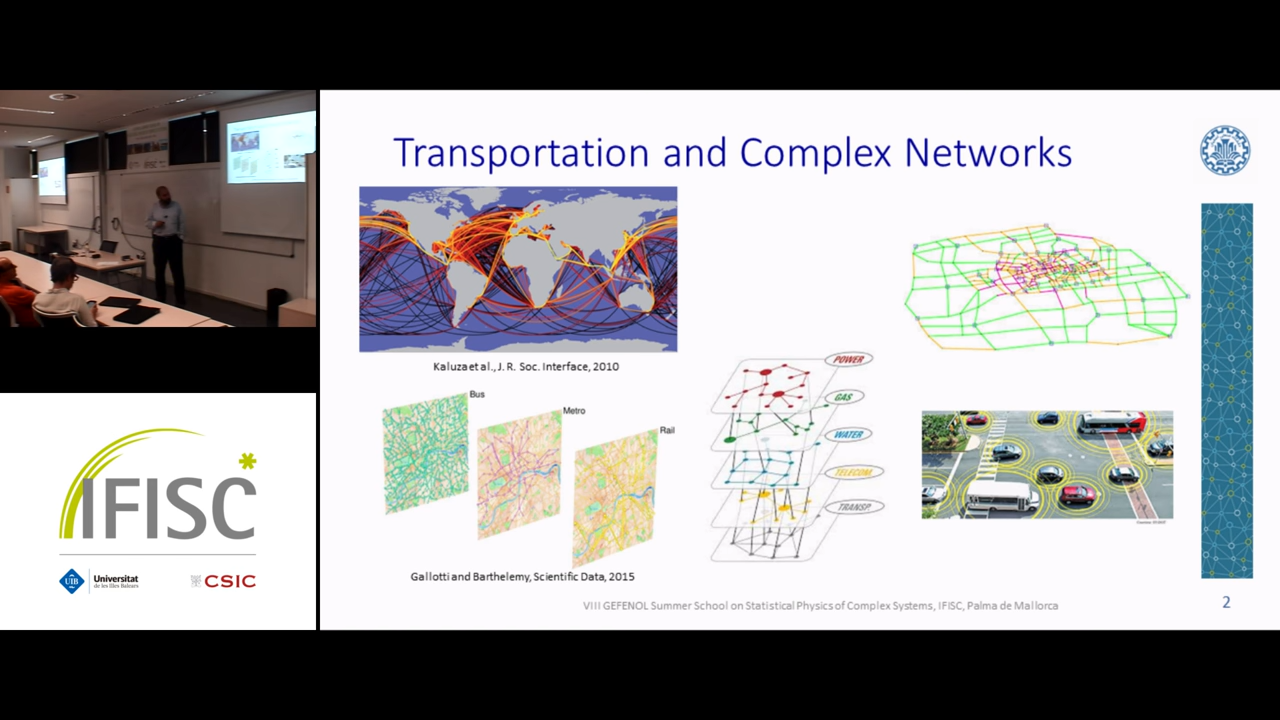 Transportation and Complex Networks
Kaluza et al., J. R. Soc. Interface, 2010
Bus
Metro
Rail
Gallotti and Barthelemy, Scientific Data, 2015
POWER
GAS
WATER
TELECOM.
TRANSP.
VIII GEFENOL Summer School on Statistical Physics of Complex Systems, IFISC, Palma de Mallorca
2
IFISC
UIB
Universitat
de les Illes Balears
CSIC